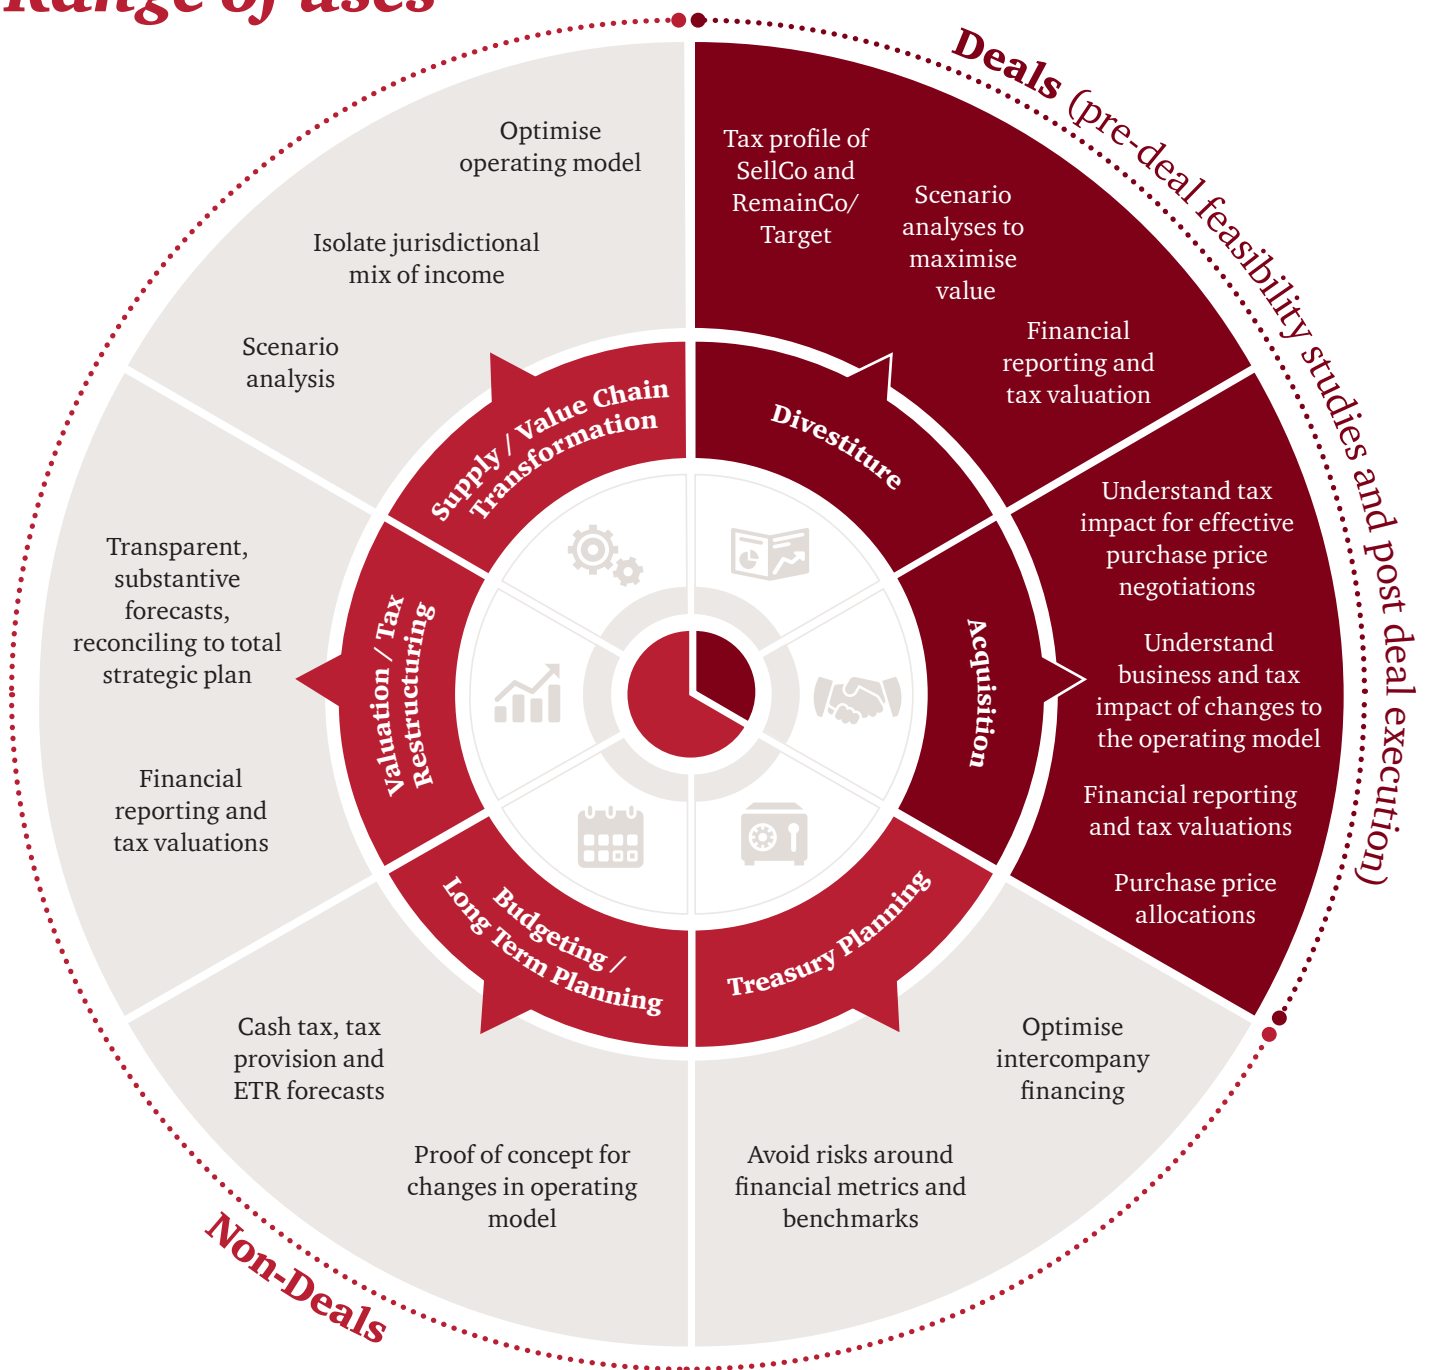 Range of uses
Deals (pre-deal feasibility studies and post deal execution)
Tax profile of
SellCo and
RemainCo/
Target
Scenario
analyses to
maximise
value
Financial
reporting and
tax valuation
Divestiture
Understand tax
impact for effective
purchase price
negotiations
Understand
business and tax
impact of changes to
the operating model
Financial reporting
and tax valuations
Purchase price
allocations
Acquisition
Optimise
intercompany
financing
Avoid risks around
financial metrics and
benchmarks
Treasury Planning
Non-Deals
Cash tax, tax
provision and
ETR forecasts
Proof of concept for
changes in operating
model
Budgeting /
Long Term Planning
Transparent,
substantive
forecasts,
reconciling to total
strategic plan
Financial
reporting and
tax valuations
Valuation / Tax
Restructuring
Optimise
operating model
Isolate jurisdictional
mix of income
Scenario
analysis
Supply / Value Chain
Transformation